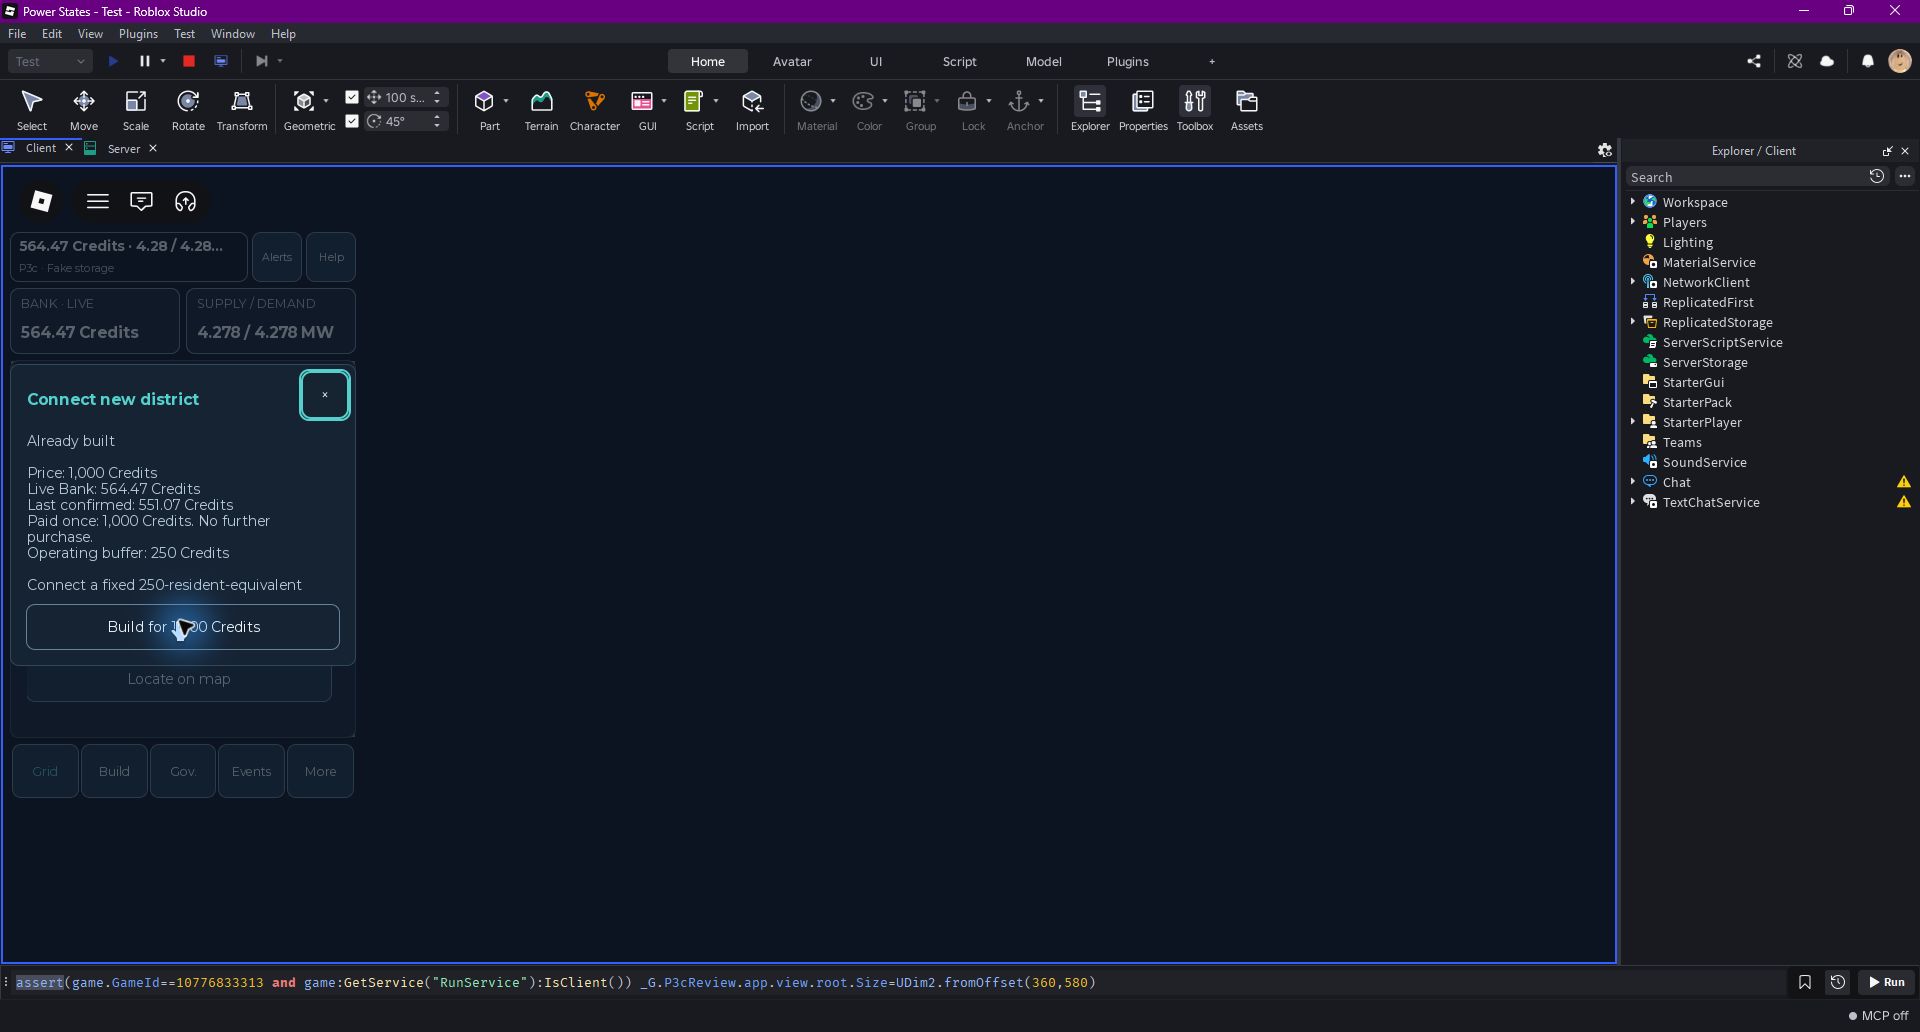 Power States - Test - Roblox Studio
File Edit View Plugins Test Window Help
Test
Home Avatar UI Script Model Plugins +
100 s...
45°
Select Move Scale Rotate Transform Geometric Part Terrain Character GUI Script Import Material Color Group Lock Anchor Explorer Properties Toolbox Assets
Client Server
Explorer / Client
Search
Workspace
Players
Lighting
MaterialService
NetworkClient
ReplicatedFirst
ReplicatedStorage
ServerScriptService
ServerStorage
StarterGui
StarterPack
StarterPlayer
Teams
SoundService
Chat
TextChatService
564.47 Credits · 4.28 / 4.28...
P3c · Fake storage
Alerts
Help
BANK · LIVE
564.47 Credits
SUPPLY / DEMAND
4.278 / 4.278 MW
Connect new district
×
Already built
Price: 1,000 Credits
Live Bank: 564.47 Credits
Last confirmed: 551.07 Credits
Paid once: 1,000 Credits. No further
purchase.
Operating buffer: 250 Credits
Connect a fixed 250-resident-equivalent
Build for Credits
Locate on map
Grid Build Gov. Events More
assert(game.GameId==10776833313 and game:GetService("RunService"):IsClient()) _G.P3cReview.app.view.root.Size=UDim2.fromOffset(360,580)
Run
MCP off